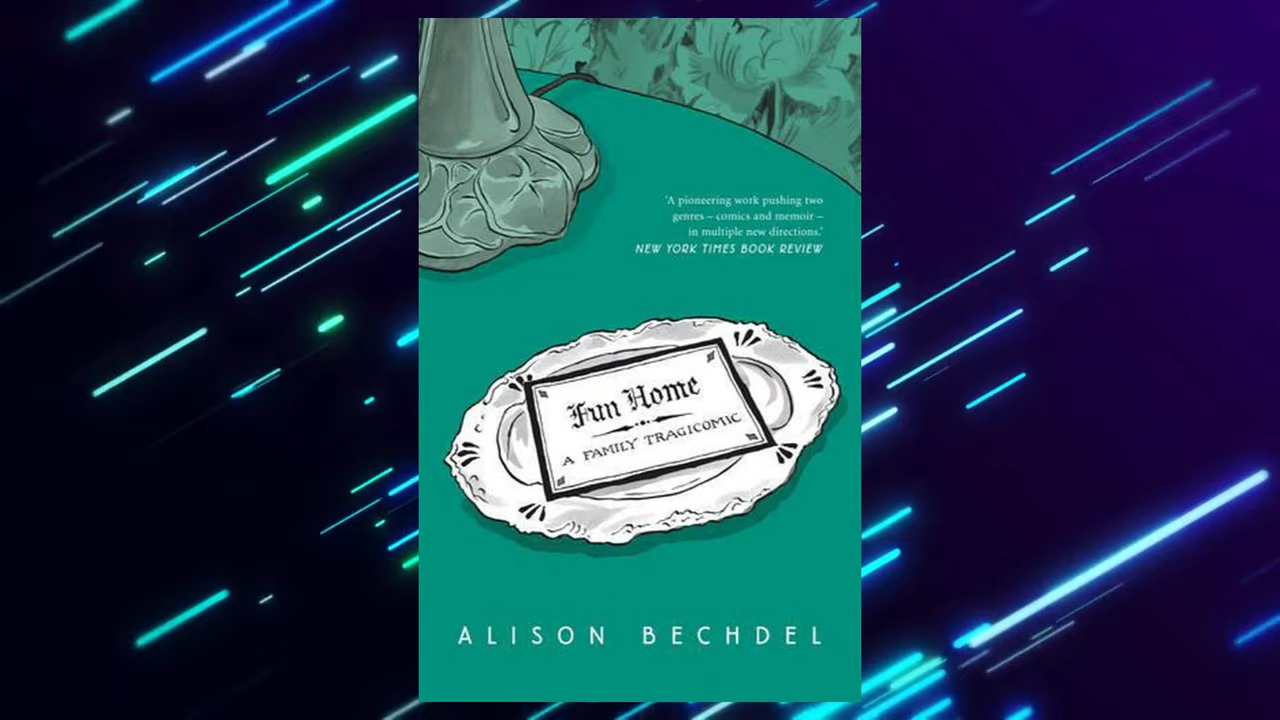 'A pioneering work pushing two
genres – comics and memoir –
in multiple new directions.'
NEW YORK TIMES BOOK REVIEW
Fun Home
A FAMILY TRAGICOMIC
ALISON BECHDEL